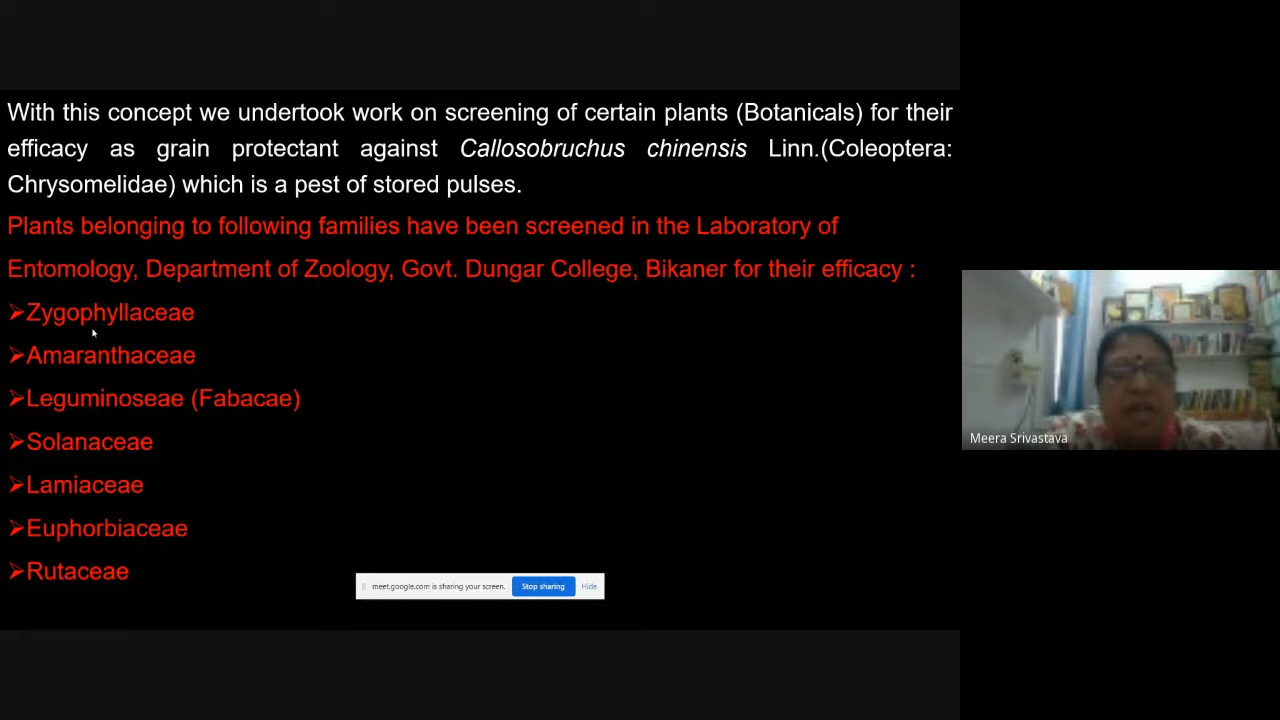 With this concept we undertook work on screening of certain plants (Botanicals) for their
efficacy as grain protectant against Callosobruchus chinensis Linn.(Coleoptera:
Chrysomelidae) which is a pest of stored pulses.
Plants belonging to following families have been screened in the Laboratory of
Entomology, Department of Zoology, Govt. Dungar College, Bikaner for their efficacy :
➢Zygophyllaceae
➢Amaranthaceae
➢Leguminoseae (Fabacae)
➢Solanaceae
➢Lamiaceae
➢Euphorbiaceae
➢Rutaceae
meet.google.com is sharing your screen. Stop sharing Hide
Meera Srivastava